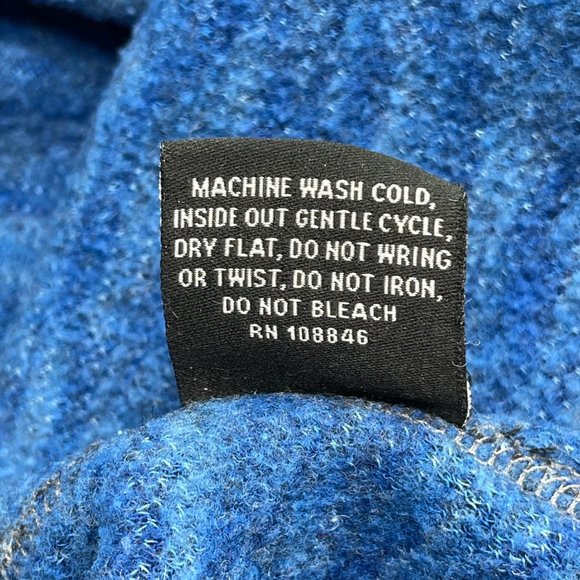 MACHINE WASH COLD,
INSIDE OUT GENTLE CYCLE,
DRY FLAT, DO NOT WRING
OR TWIST, DO NOT IRON,
DO NOT BLEACH
RN 108846